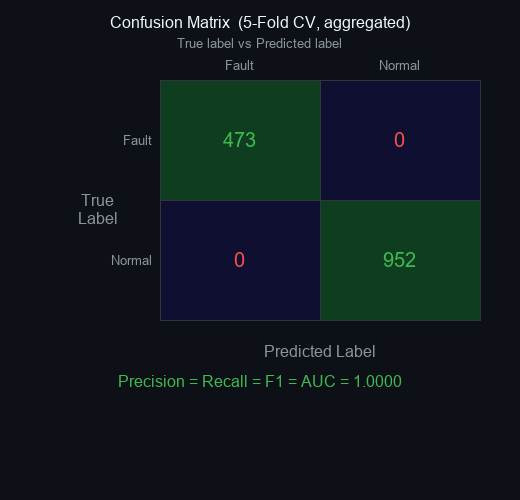 Confusion Matrix (5-Fold CV, aggregated)
True label vs Predicted label
Fault Normal
Fault 473 0
True
Label
Normal 0 952
Predicted Label
Precision = Recall = F1 = AUC = 1.0000